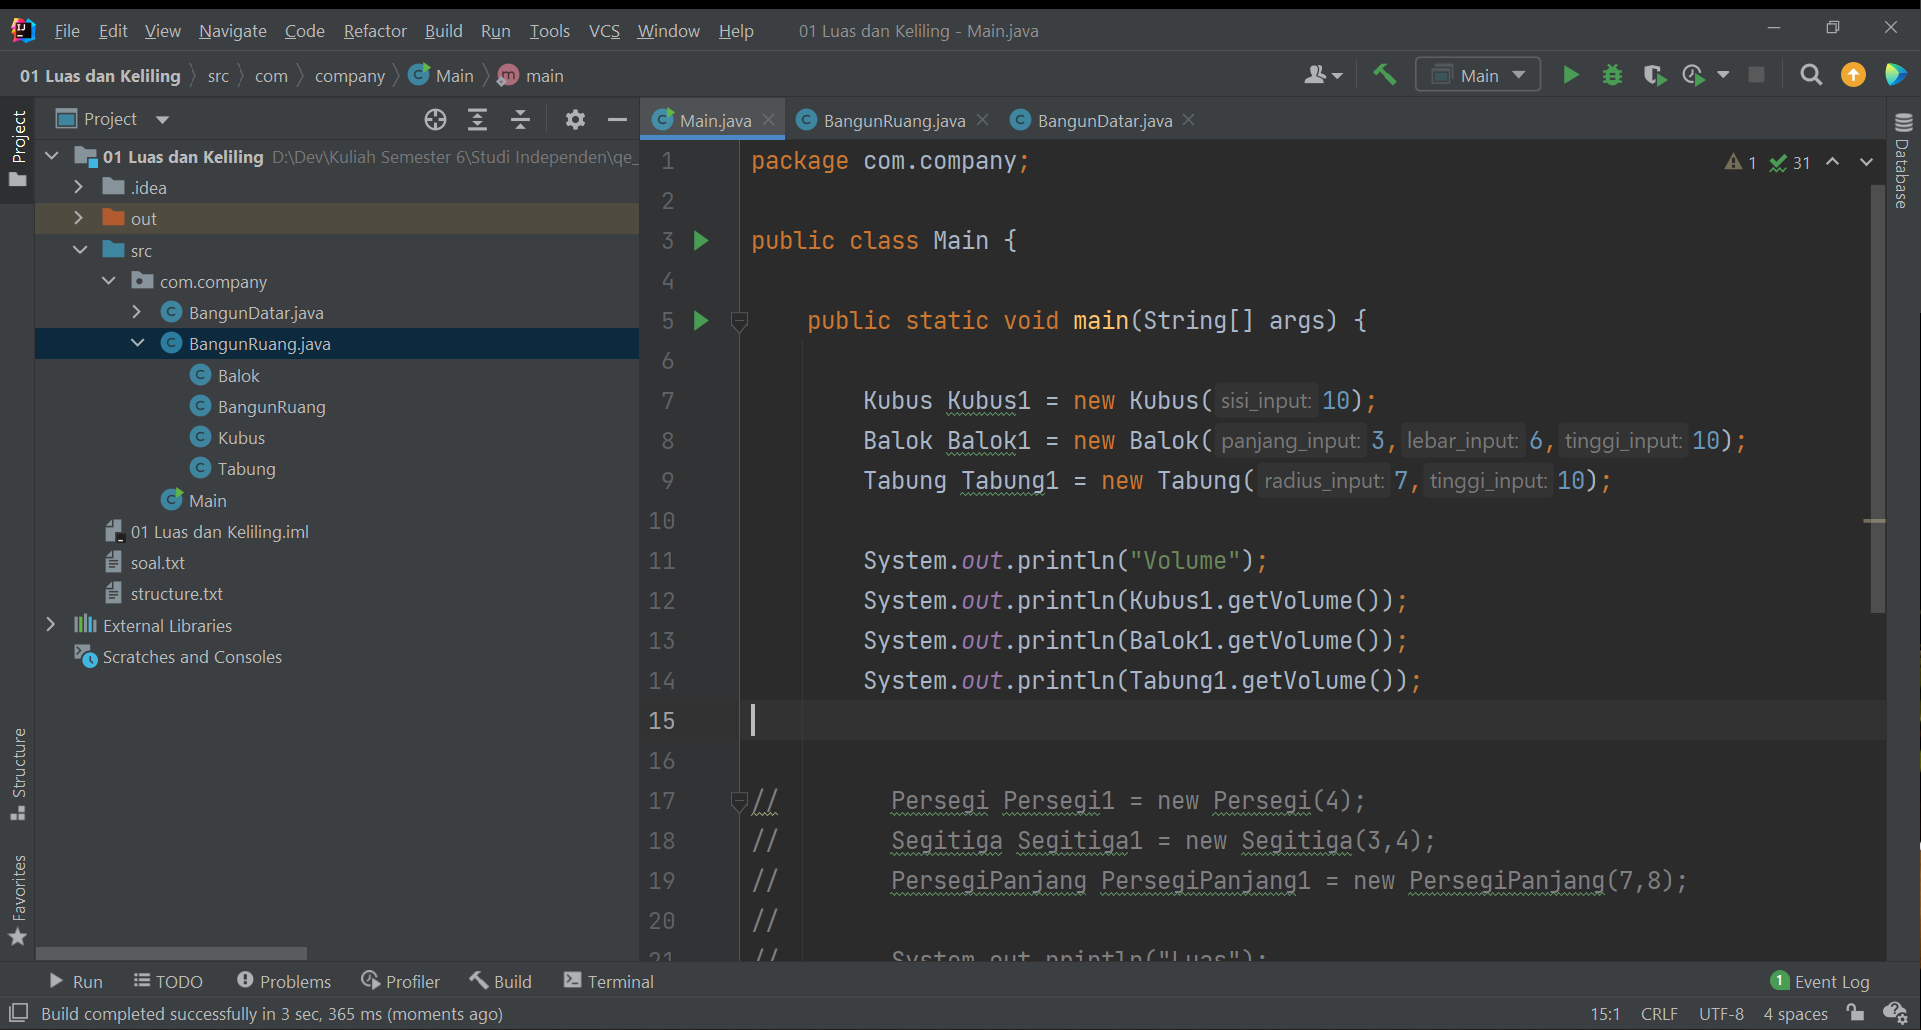 File Edit View Navigate Code Refactor Build Run Tools VCS Window Help 01 Luas dan Keliling - Main.java
01 Luas dan Keliling src com company Main main
Main
Project
Project
01 Luas dan Keliling D:\Dev\Kuliah Semester 6\Studi Independen\qe_
.idea
out
src
com.company
BangunDatar.java
BangunRuang.java
Balok
BangunRuang
Kubus
Tabung
Main
01 Luas dan Keliling.iml
soal.txt
structure.txt
External Libraries
Scratches and Consoles
Structure
Favorites
Main.java BangunRuang.java BangunDatar.java
1 31
1 package com.company;
2
3 public class Main {
4
5 public static void main(String[] args) {
6
7 Kubus Kubus1 = new Kubus( sisi_input: 10);
8 Balok Balok1 = new Balok( panjang_input: 3, lebar_input: 6, tinggi_input: 10);
9 Tabung Tabung1 = new Tabung( radius_input: 7, tinggi_input: 10);
10
11 System.out.println("Volume");
12 System.out.println(Kubus1.getVolume());
13 System.out.println(Balok1.getVolume());
14 System.out.println(Tabung1.getVolume());
15
16
17 // Persegi Persegi1 = new Persegi(4);
18 // Segitiga Segitiga1 = new Segitiga(3,4);
19 // PersegiPanjang PersegiPanjang1 = new PersegiPanjang(7,8);
20 //
21 // System.out.println("Luas");
Database
Run TODO Problems Profiler Build Terminal 1 Event Log
Build completed successfully in 3 sec, 365 ms (moments ago) 15:1 CRLF UTF-8 4 spaces